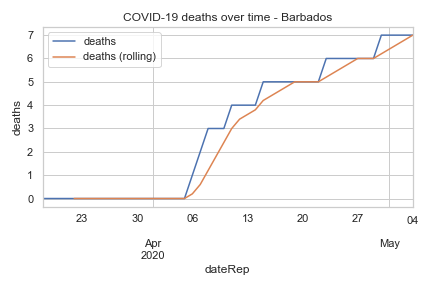 COVID-19 deaths over time - Barbados
deaths
deaths (rolling)
deaths
7
6
5
4
3
2
1
0
23 30 06 13 20 27 04
Apr May
2020
dateRep